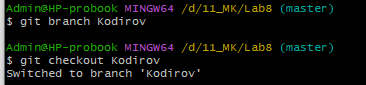 Admin@HP-probook MINGW64 /d/11_MK/Lab8 (master)
$ git branch Kodirov
Admin@HP-probook MINGW64 /d/11_MK/Lab8 (master)
$ git checkout Kodirov
Switched to branch 'Kodirov'